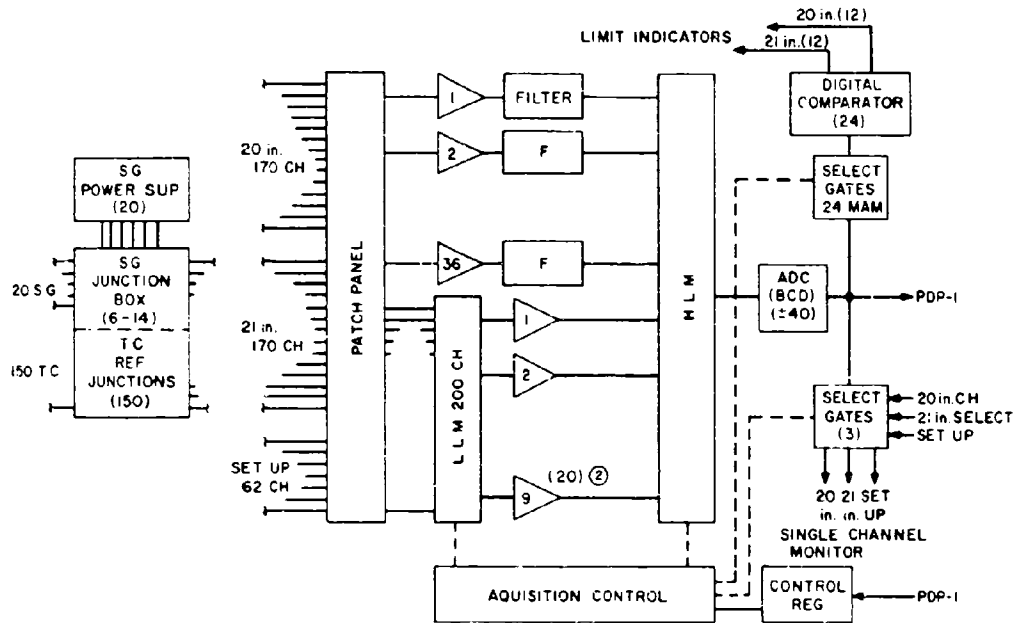 20 in.(12)
LIMIT INDICATORS
21 in.(12)
DIGITAL
COMPARATOR
(24)
SELECT
GATES
24 MAM
SG
POWER SUP
(20)
SG
JUNCTION
BOX
(6-14)
TC
REF
JUNCTIONS
(150)
20 SG
150 TC
20 in.
170 CH
21 in.
170 CH
SET UP
62 CH
PATCH PANEL
1
FILTER
2
F
36
F
LLM 200 CH
1
2
9
(20) ②
HLM
ADC
(BCD)
(±40)
PDP-1
SELECT
GATES
(3)
20 in. CH
21 in. SELECT
SET UP
20 21 SET
in. in. UP
SINGLE CHANNEL
MONITOR
AQUISITION CONTROL
CONTROL
REG
PDP-1